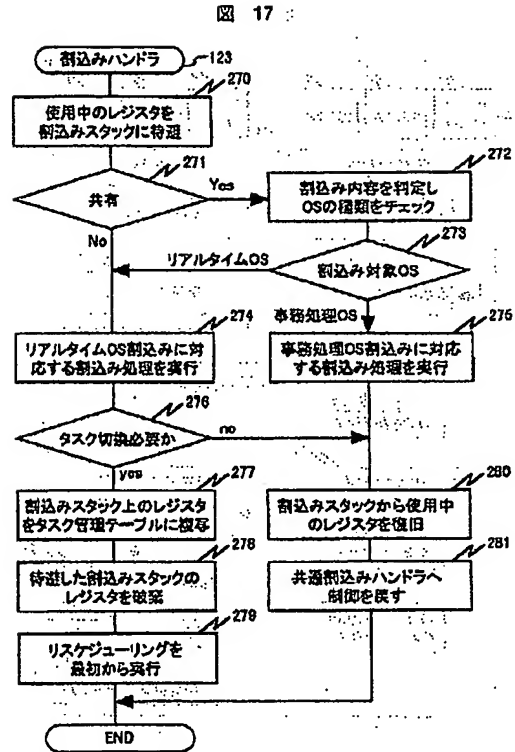 図 17
割込みハンドラ
123
270
使用中のレジスタを
割込みスタックに待避
271
共有
Yes
No
272
割込み内容を判定し
OSの種類をチェック
273
割込み対象OS
リアルタイムOS
事務処理OS
274
リアルタイムOS割込みに対
応する割込み処理を実行
275
事務処理OS割込みに対応
する割込み処理を実行
276
タスク切換必要か
no
yes
277
割込みスタック上のレジスタ
をタスク管理テーブルに複写
278
待避した割込みスタックの
レジスタを破棄
279
リスケジューリングを
最初から実行
280
割込みスタックから使用中
のレジスタを復旧
281
共通割込みハンドラへ
制御を戻す
END